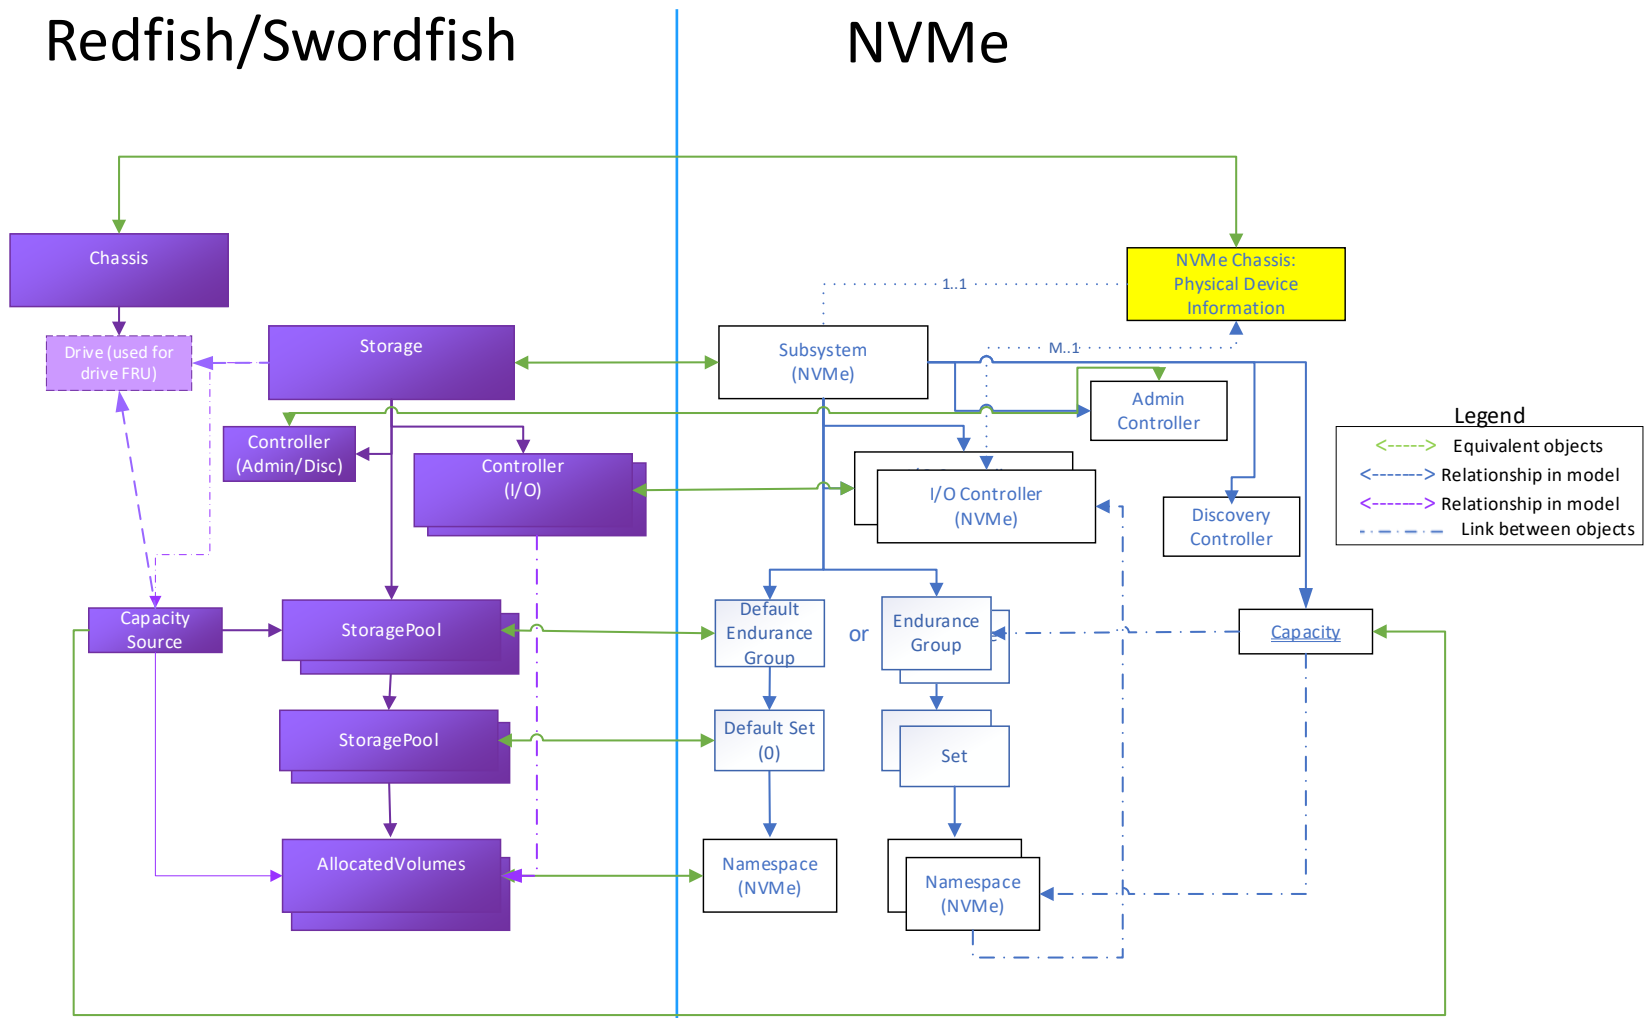 Redfish/Swordfish
NVMe
Chassis
NVMe Chassis:
Physical Device
Information
1..1
Drive (used for
drive FRU)
Storage
Subsystem
(NVMe)
M..1
Admin
Controller
Legend
Equivalent objects
Relationship in model
Relationship in model
Link between objects
Controller
(Admin/Disc)
Controller
(I/O)
I/O Controller
(NVMe)
Discovery
Controller
Capacity
Source
StoragePool
Default
Endurance
Group
or
Endurance
Group
Capacity
StoragePool
Default Set
(0)
Set
AllocatedVolumes
Namespace
(NVMe)
Namespace
(NVMe)